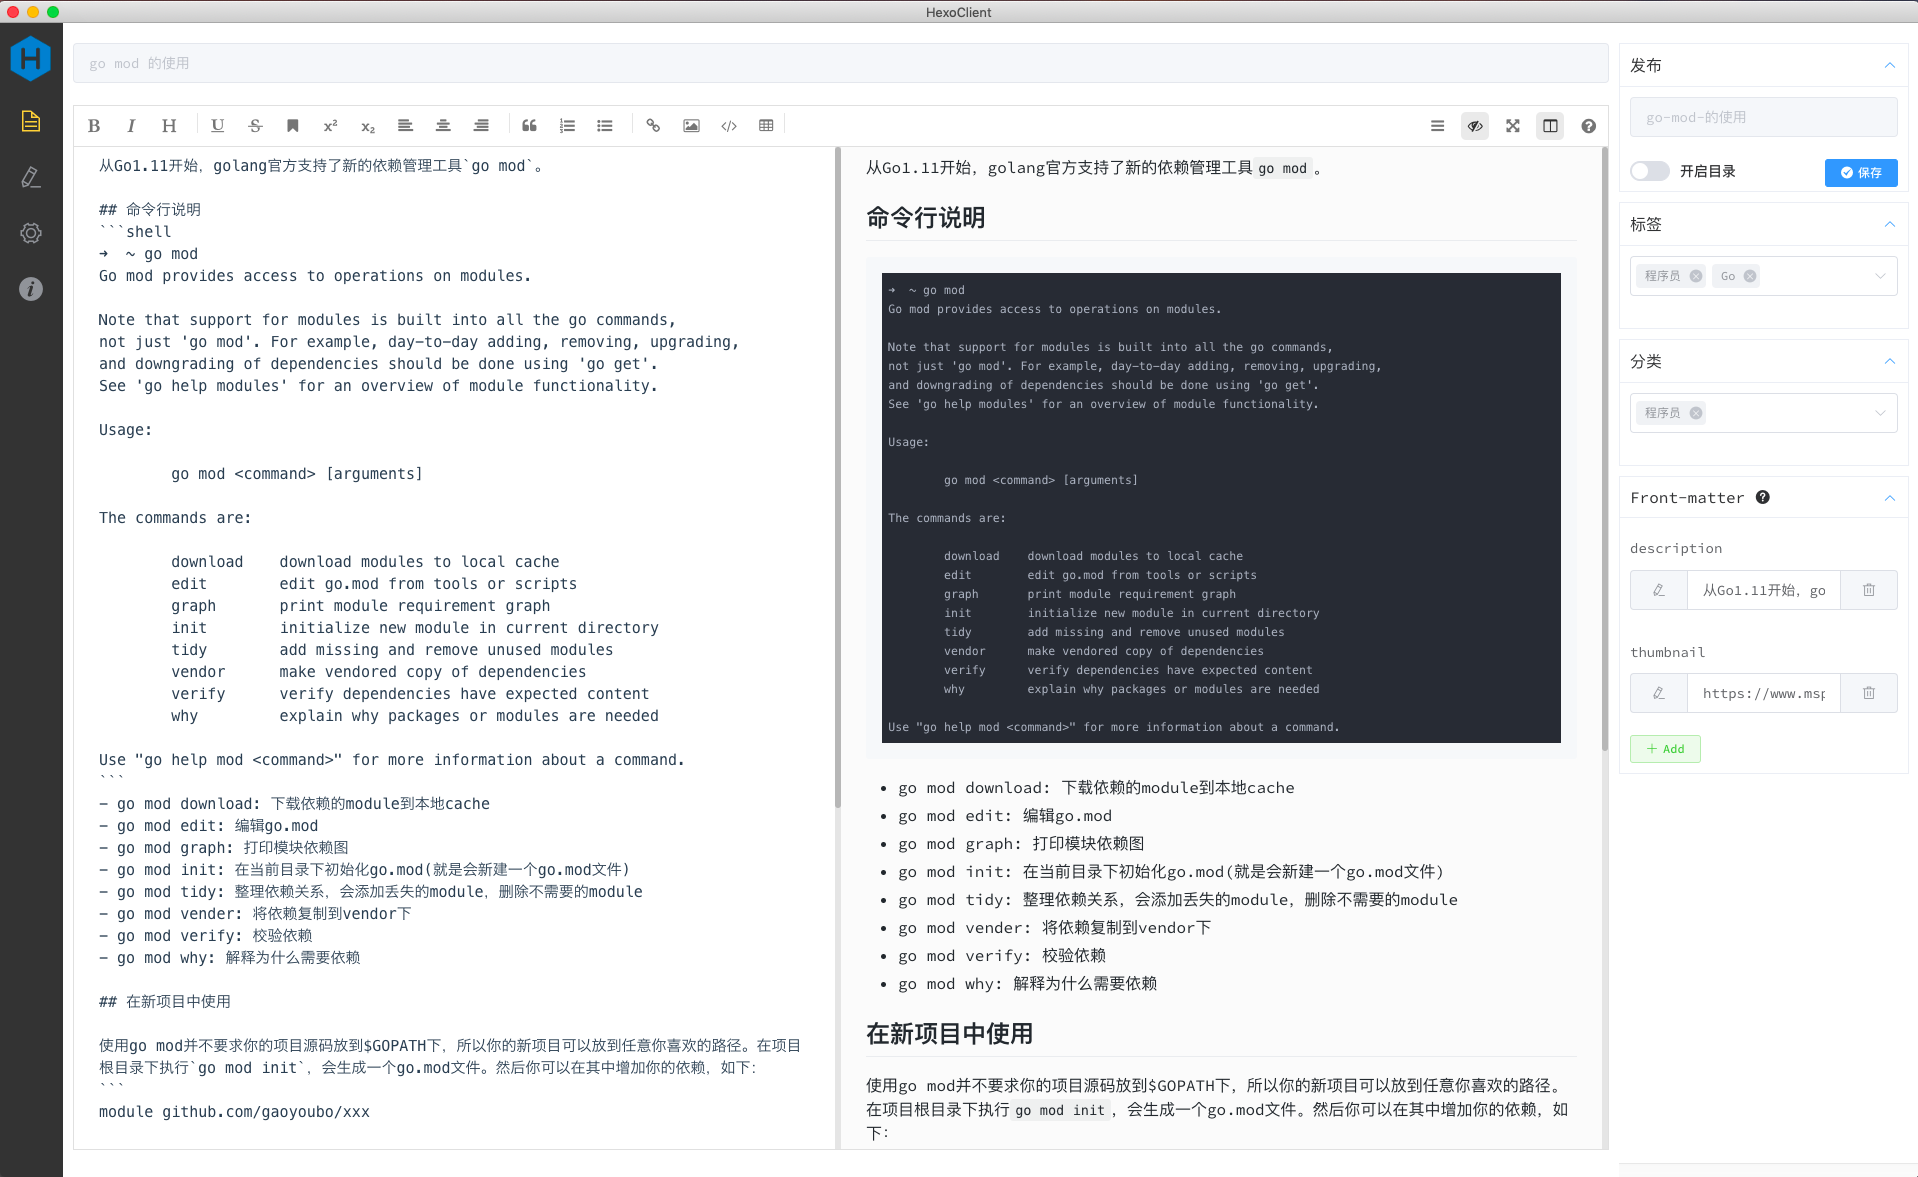 HexoClient
go mod 的使用
B I H U S x² x₂
从Go1.11开始，golang官方支持了新的依赖管理工具`go mod`。
## 命令行说明
```shell
➜  ~ go mod
Go mod provides access to operations on modules.
Note that support for modules is built into all the go commands,
not just 'go mod'. For example, day-to-day adding, removing, upgrading,
and downgrading of dependencies should be done using 'go get'.
See 'go help modules' for an overview of module functionality.
Usage:
go mod <command> [arguments]
The commands are:
download    download modules to local cache
edit        edit go.mod from tools or scripts
graph       print module requirement graph
init        initialize new module in current directory
tidy        add missing and remove unused modules
vendor      make vendored copy of dependencies
verify      verify dependencies have expected content
why         explain why packages or modules are needed
Use "go help mod <command>" for more information about a command.
```
- go mod download: 下载依赖的module到本地cache
- go mod edit: 编辑go.mod
- go mod graph: 打印模块依赖图
- go mod init: 在当前目录下初始化go.mod(就是会新建一个go.mod文件)
- go mod tidy: 整理依赖关系，会添加丢失的module，删除不需要的module
- go mod vender: 将依赖复制到vendor下
- go mod verify: 校验依赖
- go mod why: 解释为什么需要依赖
## 在新项目中使用
使用go mod并不要求你的项目源码放到$GOPATH下，所以你的新项目可以放到任意你喜欢的路径。在项目
根目录下执行`go mod init`，会生成一个go.mod文件。然后你可以在其中增加你的依赖，如下：
```
module github.com/gaoyoubo/xxx
从Go1.11开始，golang官方支持了新的依赖管理工具 go mod 。
命令行说明
➜  ~ go mod
Go mod provides access to operations on modules.
Note that support for modules is built into all the go commands,
not just 'go mod'. For example, day-to-day adding, removing, upgrading,
and downgrading of dependencies should be done using 'go get'.
See 'go help modules' for an overview of module functionality.
Usage:
go mod <command> [arguments]
The commands are:
download    download modules to local cache
edit        edit go.mod from tools or scripts
graph       print module requirement graph
init        initialize new module in current directory
tidy        add missing and remove unused modules
vendor      make vendored copy of dependencies
verify      verify dependencies have expected content
why         explain why packages or modules are needed
Use "go help mod <command>" for more information about a command.
• go mod download: 下载依赖的module到本地cache
• go mod edit: 编辑go.mod
• go mod graph: 打印模块依赖图
• go mod init: 在当前目录下初始化go.mod(就是会新建一个go.mod文件)
• go mod tidy: 整理依赖关系，会添加丢失的module，删除不需要的module
• go mod vender: 将依赖复制到vendor下
• go mod verify: 校验依赖
• go mod why: 解释为什么需要依赖
在新项目中使用
使用go mod并不要求你的项目源码放到$GOPATH下，所以你的新项目可以放到任意你喜欢的路径。
在项目根目录下执行 go mod init ，会生成一个go.mod文件。然后你可以在其中增加你的依赖，如
下：
发布
go-mod-的使用
开启目录 保存
标签
程序员 Go
分类
程序员
Front-matter
description
从Go1.11开始，go
thumbnail
https://www.msp
+ Add